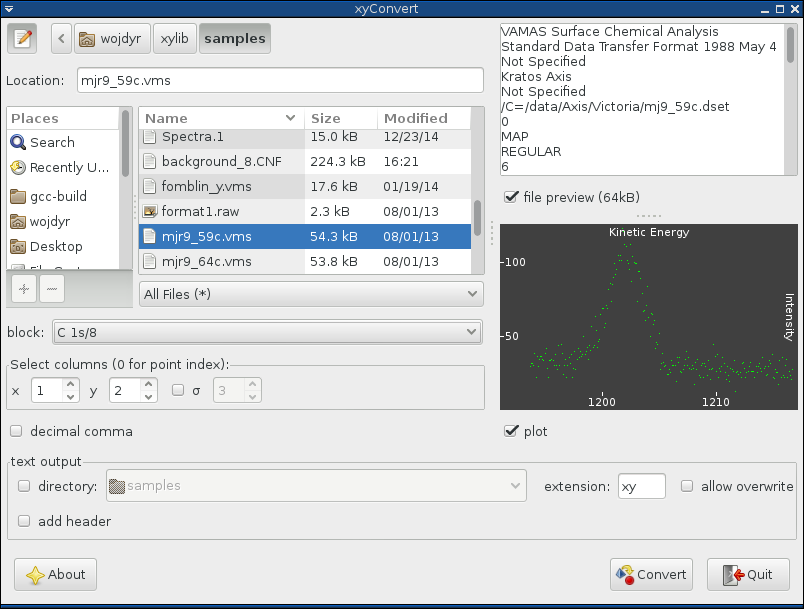 xyConvert
wojdyr xylib samples
Location: mjr9_59c.vms
Places
Search
Recently U...
gcc-build
wojdyr
Desktop
Name Size Modified
Spectra.1 15.0 kB 12/23/14
background_8.CNF 224.3 kB 16:21
fomblin_y.vms 17.6 kB 01/19/14
format1.raw 2.3 kB 08/01/13
mjr9_59c.vms 54.3 kB 08/01/13
mjr9_64c.vms 53.8 kB 08/01/13
All Files (*)
block: C 1s/8
Select columns (0 for point index):
x 1 y 2 σ 3
decimal comma
VAMAS Surface Chemical Analysis
Standard Data Transfer Format 1988 May 4
Not Specified
Kratos Axis
Not Specified
/C=/data/Axis/Victoria/mj9_59c.dset
0
MAP
REGULAR
6
file preview (64kB)
Kinetic Energy
100
50
Intensity
1200 1210
plot
text output
directory: samples extension: xy allow overwrite
add header
About Convert Quit